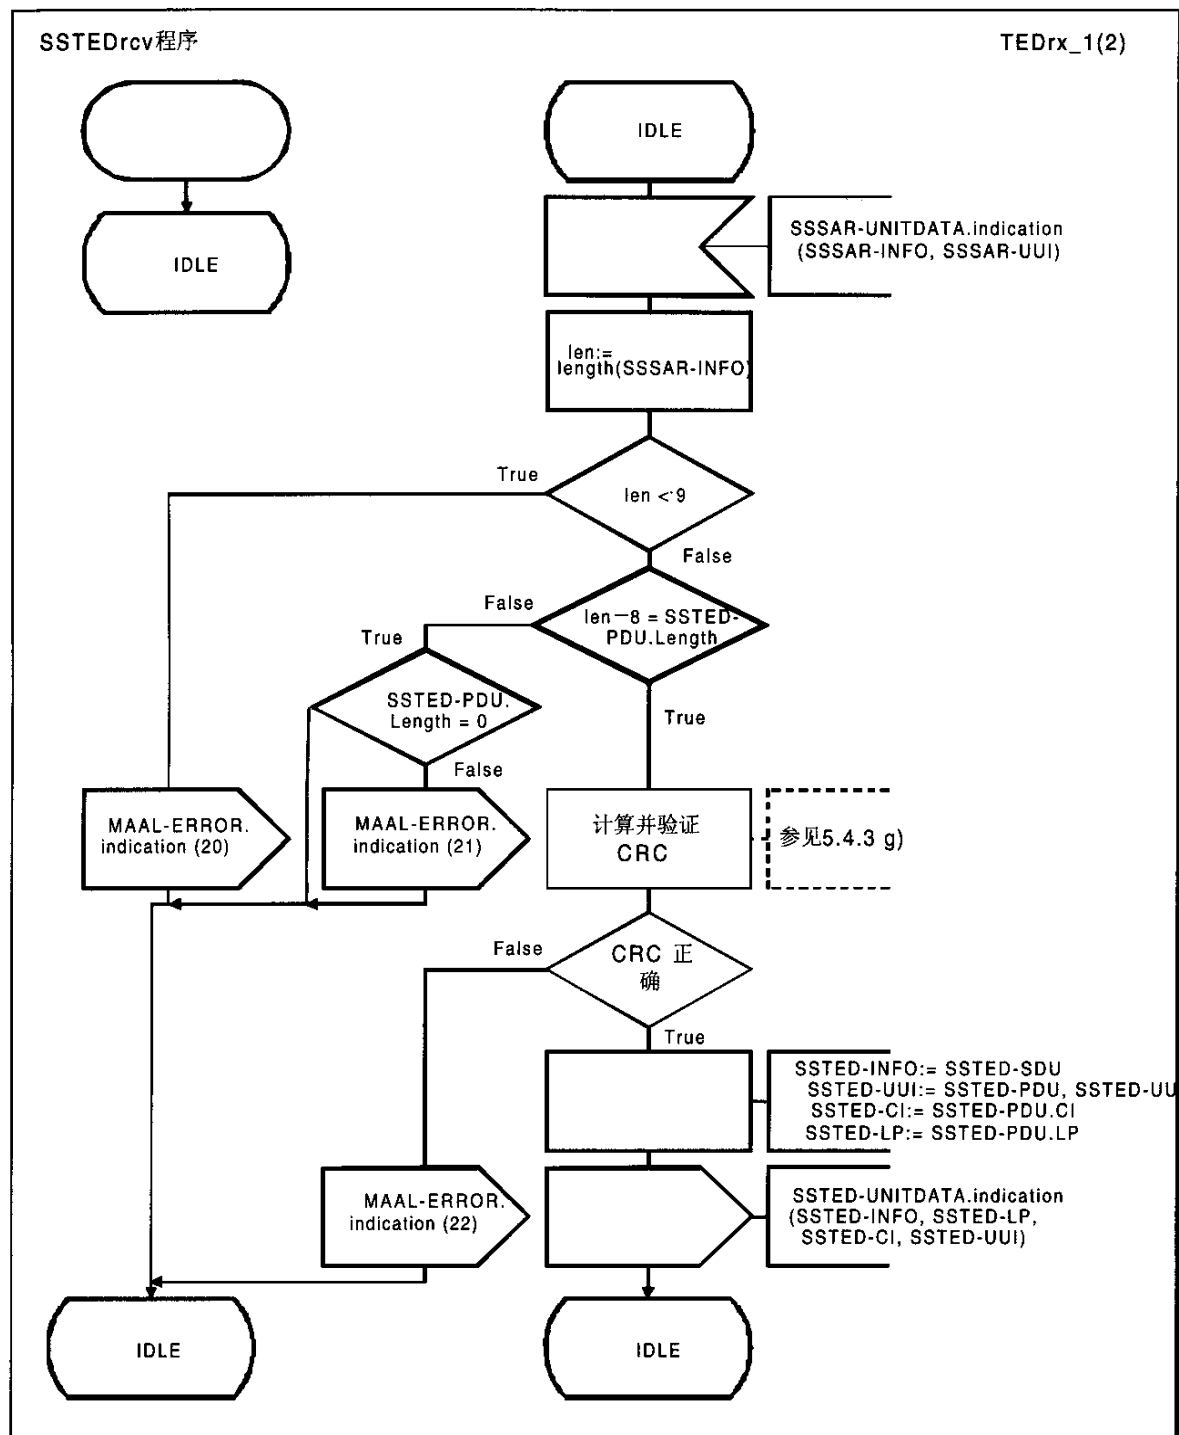 SSTEDrcv程序
TEDrx_1(2)
IDLE
IDLE
SSSAR-UNITDATA.indication
(SSSAR-INFO, SSSAR-UUI)
len:=
length(SSSAR-INFO)
True
len < 9
False
False
len—8 = SSTED-
PDU.Length
True
SSTED-PDU.
Length = 0
True
False
MAAL-ERROR.
indication (20)
MAAL-ERROR.
indication (21)
计算并验证
CRC
参见5.4.3 g)
False
CRC 正
确
True
SSTED-INFO:= SSTED-SDU
SSTED-UUI:= SSTED-PDU, SSTED-UU
SSTED-CI:= SSTED-PDU.CI
SSTED-LP:= SSTED-PDU.LP
MAAL-ERROR.
indication (22)
SSTED-UNITDATA.indication
(SSTED-INFO, SSTED-LP,
SSTED-CI, SSTED-UUI)
IDLE
IDLE